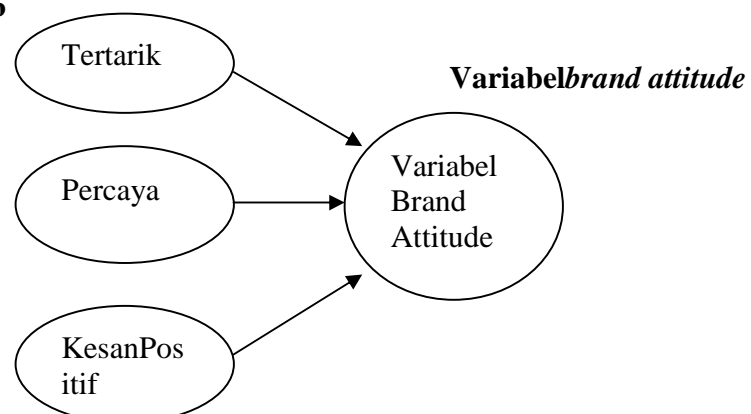 Tertarik
Variabelbrand attitude
Percaya
Variabel
Brand
Attitude
KesanPos
itif